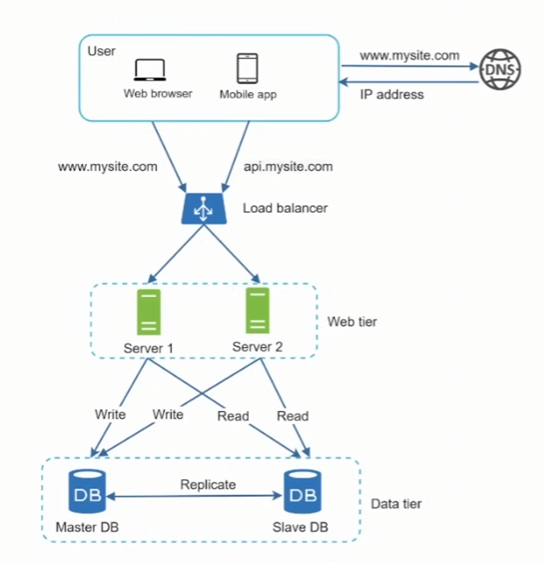 User
www.mysite.com
DNS
Web browser
Mobile app
IP address
www.mysite.com
api.mysite.com
Load balancer
Web tier
Server 1
Server 2
Write
Write
Read
Read
Replicate
DB
DB
Data tier
Master DB
Slave DB